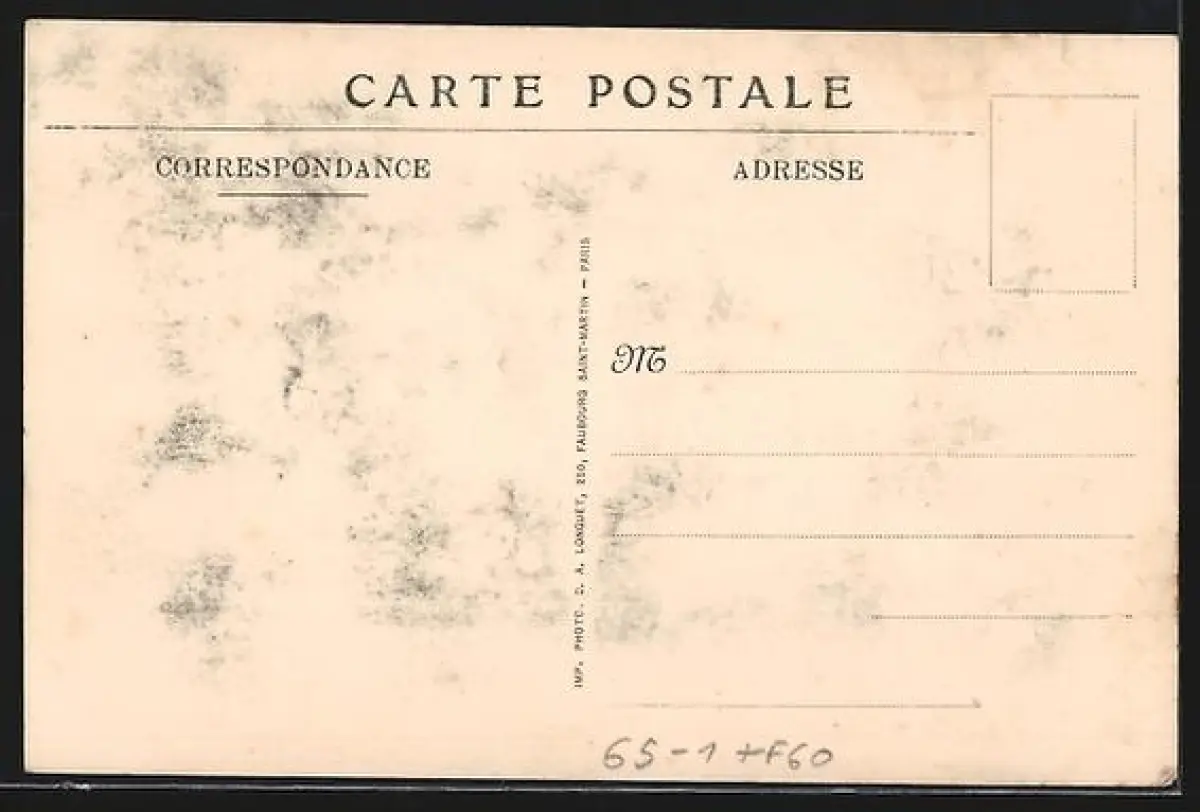 CARTE POSTALE
CORRESPONDANCE
ADRESSE
M
IMP. PHOTO. D. A. LONGUET, 250, FAUBOURG SAINT-MARTIN — PARIS
65-1 +F60